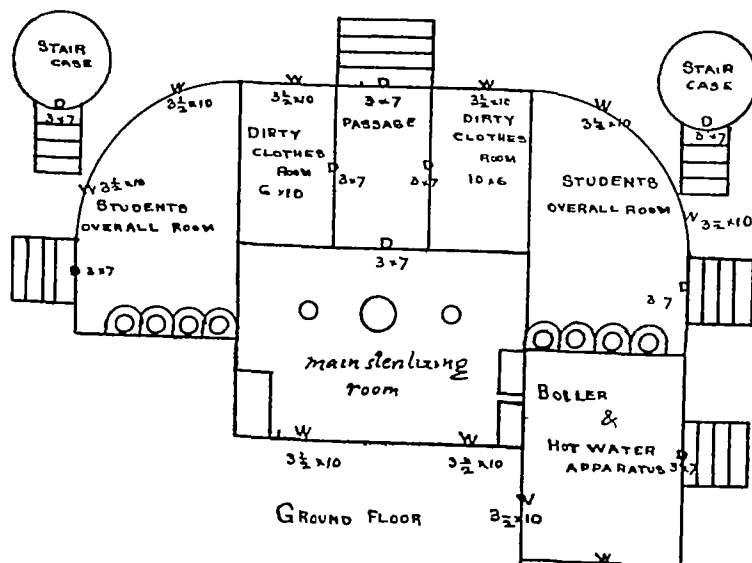 STAIR
CASE
D
3×7
W
3½×10
W
3½×10
D
3×7
W
3½×10
W
3½×10
STAIR
CASE
D
3×7
DIRTY
CLOTHES
ROOM
6×10
D
3×7
PASSAGE
D
3×7
DIRTY
CLOTHES
ROOM
10×6
W 3½×10
STUDENTS
OVERALL ROOM
STUDENTS
OVERALL ROOM
W 3½×10
D 3×7
D
3×7
D
3 7
main sterilizing
room
BOILER
&
HOT WATER
APPARATUS
D
3×7
W
3½×10
W
3½×10
W
3½×10
GROUND FLOOR
W